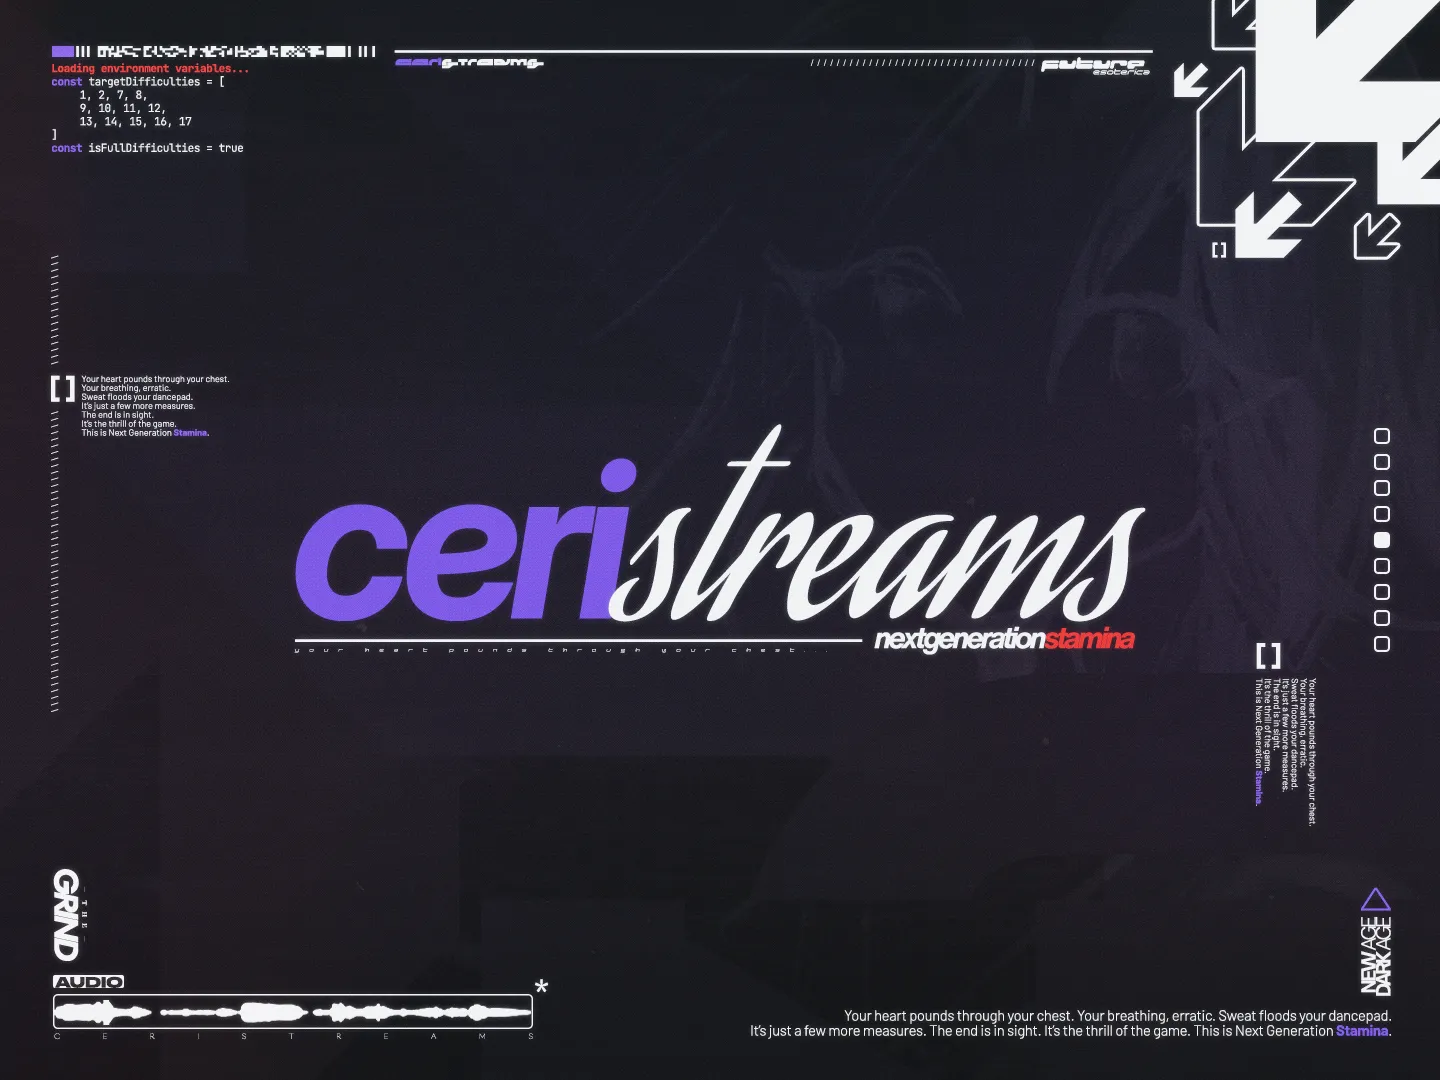 Loading environment variables...
const targetDifficulties = [
1, 2, 7, 8,
9, 10, 11, 12,
13, 14, 15, 16, 17
]
const isFullDifficulties = true
ceristreams
future
esoterica
[ ]
[ ]
Your heart pounds through your chest.
Your breathing, erratic.
Sweat floods your dancepad.
It's just a few more measures.
The end is in sight.
It's the thrill of the game.
This is Next Generation Stamina.
ceristreams
nextgenerationstamina
[ ]
Your heart pounds through your chest.
Your breathing, erratic.
Sweat floods your dancepad.
It's just a few more measures.
The end is in sight.
It's the thrill of the game.
This is Next Generation Stamina.
THE
GRIND
NEW AGE
DARK AGE
AUDIO
*
CERISTREAMS
Your heart pounds through your chest. Your breathing, erratic. Sweat floods your dancepad.
It's just a few more measures. The end is in sight. It's the thrill of the game. This is Next Generation Stamina.